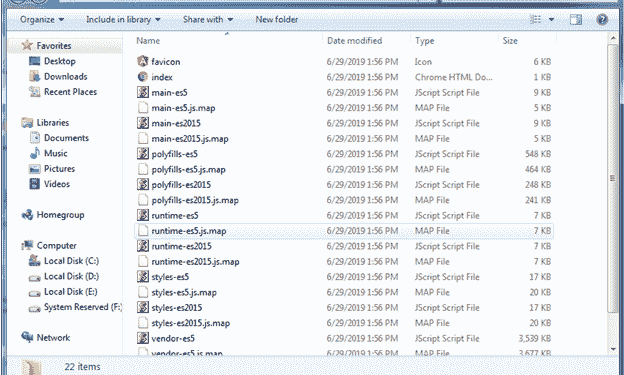 Organize Include in library Share with New folder
Name Date modified Type Size
Favorites
Desktop
Downloads
Recent Places
Libraries
Documents
Music
Pictures
Videos
Homegroup
Computer
Local Disk (C:)
Local Disk (D:)
Local Disk (E:)
System Reserved (F:)
Network
favicon 6/29/2019 1:56 PM Icon 6 KB
index 6/29/2019 1:56 PM Chrome HTML Do... 1 KB
main-es5 6/29/2019 1:56 PM JScript Script File 9 KB
main-es5.js.map 6/29/2019 1:56 PM MAP File 5 KB
main-es2015 6/29/2019 1:56 PM JScript Script File 9 KB
main-es2015.js.map 6/29/2019 1:56 PM MAP File 5 KB
polyfills-es5 6/29/2019 1:56 PM JScript Script File 548 KB
polyfills-es5.js.map 6/29/2019 1:56 PM MAP File 464 KB
polyfills-es2015 6/29/2019 1:56 PM JScript Script File 248 KB
polyfills-es2015.js.map 6/29/2019 1:56 PM MAP File 241 KB
runtime-es5 6/29/2019 1:56 PM JScript Script File 7 KB
runtime-es5.js.map 6/29/2019 1:56 PM MAP File 7 KB
runtime-es2015 6/29/2019 1:56 PM JScript Script File 7 KB
runtime-es2015.js.map 6/29/2019 1:56 PM MAP File 7 KB
styles-es5 6/29/2019 1:56 PM JScript Script File 17 KB
styles-es5.js.map 6/29/2019 1:56 PM MAP File 20 KB
styles-es2015 6/29/2019 1:56 PM JScript Script File 17 KB
styles-es2015.js.map 6/29/2019 1:56 PM MAP File 20 KB
vendor-es5 6/29/2019 1:56 PM JScript Script File 3,539 KB
vendor-es5.js.map 6/29/2019 1:56 PM MAP File 3,677 KB
22 items